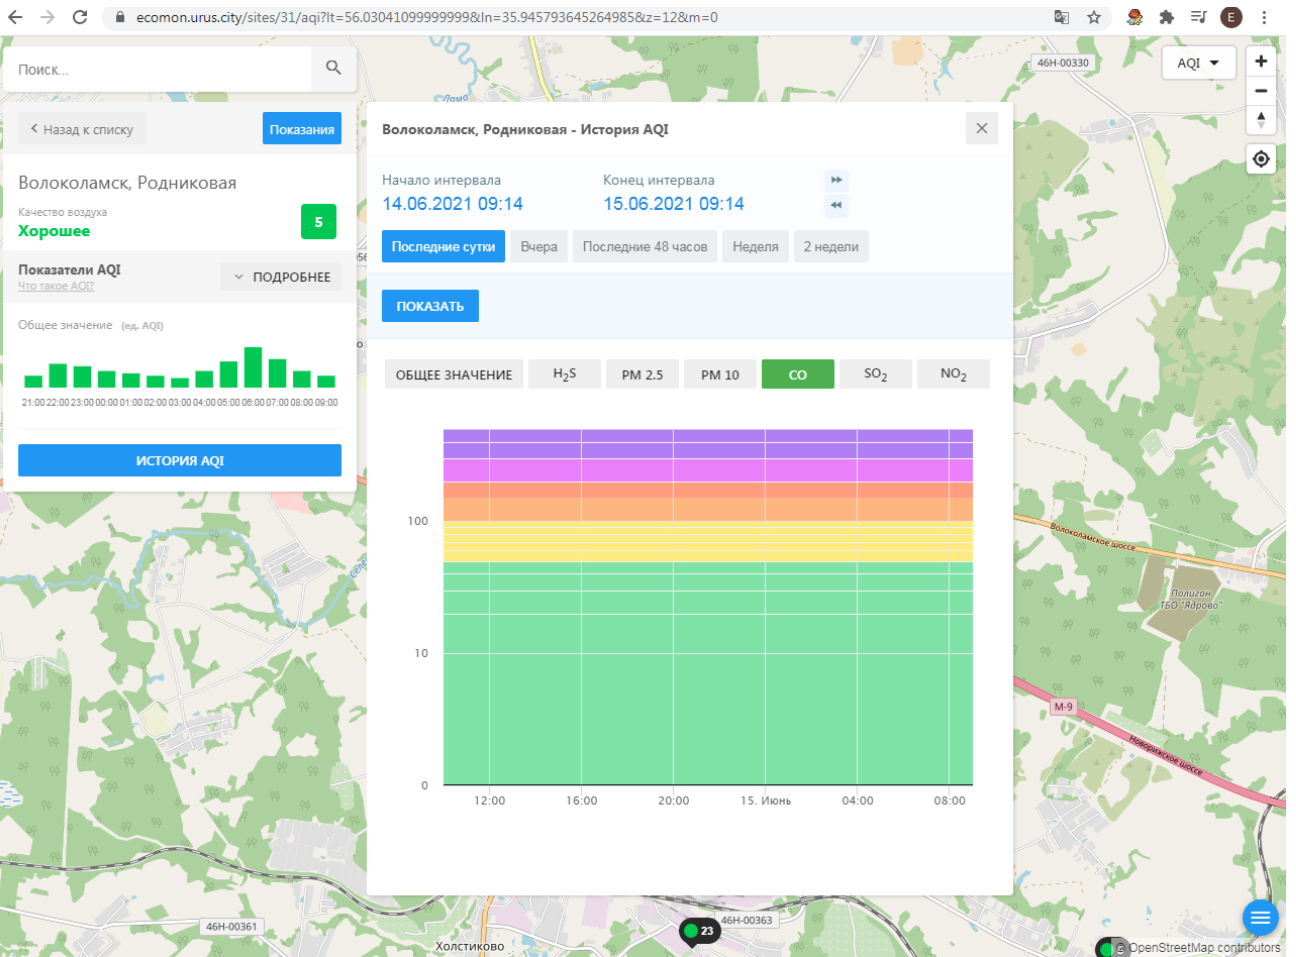 ecomon.urus.city/sites/31/aqi?lt=56.03041099999999&ln=35.945793645264985&z=12&m=0
E
Поиск...
Назад к списку
Показания
Волоколамск, Родниковая
Качество воздуха
Хорошее
5
Показатели AQI
Что такое AQI?
ПОДРОБНЕЕ
Общее значение (ед. AQI)
21:00 22:00 23:00 00:00 01:00 02:00 03:00 04:00 05:00 06:00 07:00 08:00 09:00
ИСТОРИЯ AQI
Волоколамск, Родниковая - История AQI
Начало интервала
Конец интервала
14.06.2021 09:14
15.06.2021 09:14
Последние сутки
Вчера
Последние 48 часов
Неделя
2 недели
ПОКАЗАТЬ
ОБЩЕЕ ЗНАЧЕНИЕ
H₂S
PM 2.5
PM 10
CO
SO₂
NO₂
100
10
0
12:00
16:00
20:00
15. Июнь
04:00
08:00
46Н-00330
AQI
Лама
Волоколамское шоссе
Полигон
ТБО "Ядрово"
М-9
Новорижское шоссе
46Н-00361
46Н-00363
23
Холстиково
© OpenStreetMap contributors